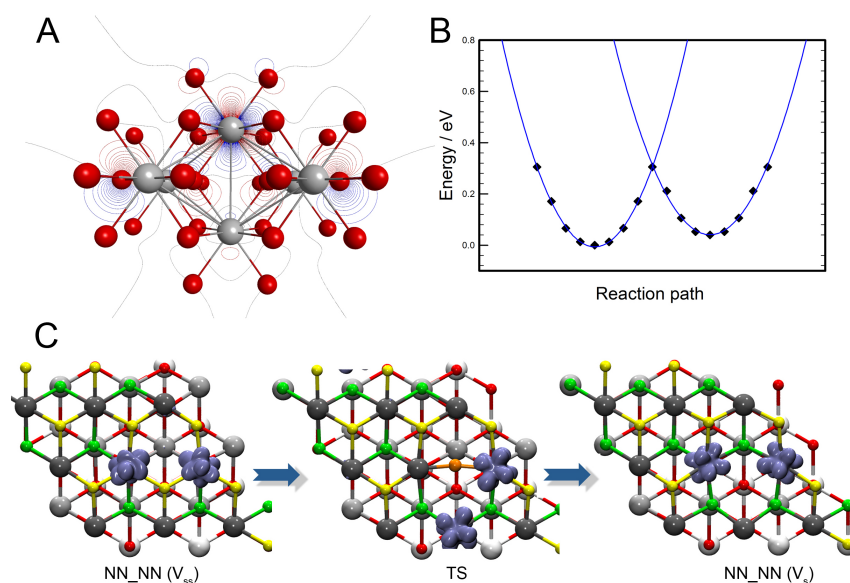 A
B
0.8
0.6
0.4
0.2
0.0
Energy / eV
Reaction path
C
NN_NN (Vss)
TS
NN_NN (Vs)